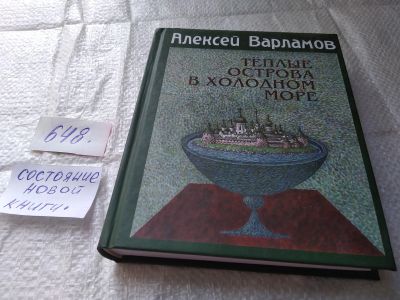 Алексей Варламов
ТЁПЛЫЕ
ОСТРОВА
В ХОЛОДНОМ
МОРЕ
648.
СОСТОЯНИЕ
НОВОЙ
КНИГИ.